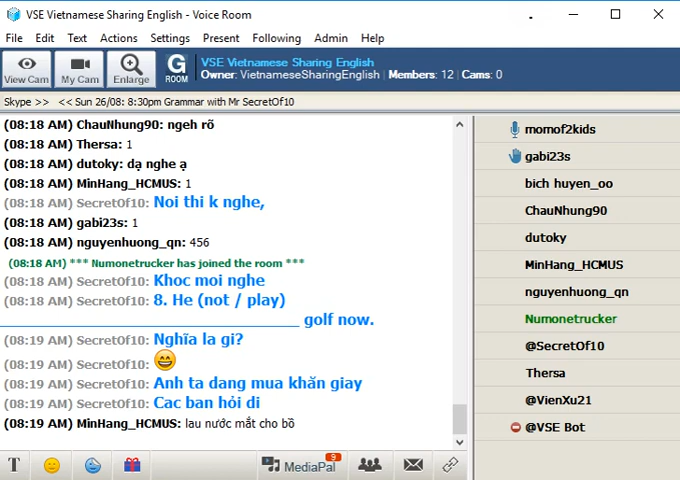 VSE Vietnamese Sharing English - Voice Room
File Edit Text Actions Settings Present Following Admin Help
View Cam
My Cam
Enlarge
G
ROOM
VSE Vietnamese Sharing English
Owner: VietnameseSharingEnglish | Members: 12 | Cams: 0
Skype >> << Sun 26/08: 8:30pm Grammar with Mr SecretOf10
(08:18 AM) ChauNhung90: ngeh rõ
(08:18 AM) Thersa: 1
(08:18 AM) dutoky: dạ nghe ạ
(08:18 AM) MinHang_HCMUS: 1
(08:18 AM) SecretOf10: Noi thi k nghe,
(08:18 AM) gabi23s: 1
(08:18 AM) nguyenhuong_qn: 456
(08:18 AM) *** Numonetrucker has joined the room ***
(08:18 AM) SecretOf10: Khoc moi nghe
(08:18 AM) SecretOf10: 8. He (not / play)
______________________________ golf now.
(08:19 AM) SecretOf10: Nghĩa la gi?
(08:19 AM) SecretOf10:
(08:19 AM) SecretOf10: Anh ta dang mua khăn giay
(08:19 AM) SecretOf10: Cac ban hỏi di
(08:19 AM) MinHang_HCMUS: lau nước mắt cho bồ
momof2kids
gabi23s
bich huyen_oo
ChauNhung90
dutoky
MinHang_HCMUS
nguyenhuong_qn
Numonetrucker
@SecretOf10
Thersa
@VienXu21
@VSE Bot
T
MediaPal
9